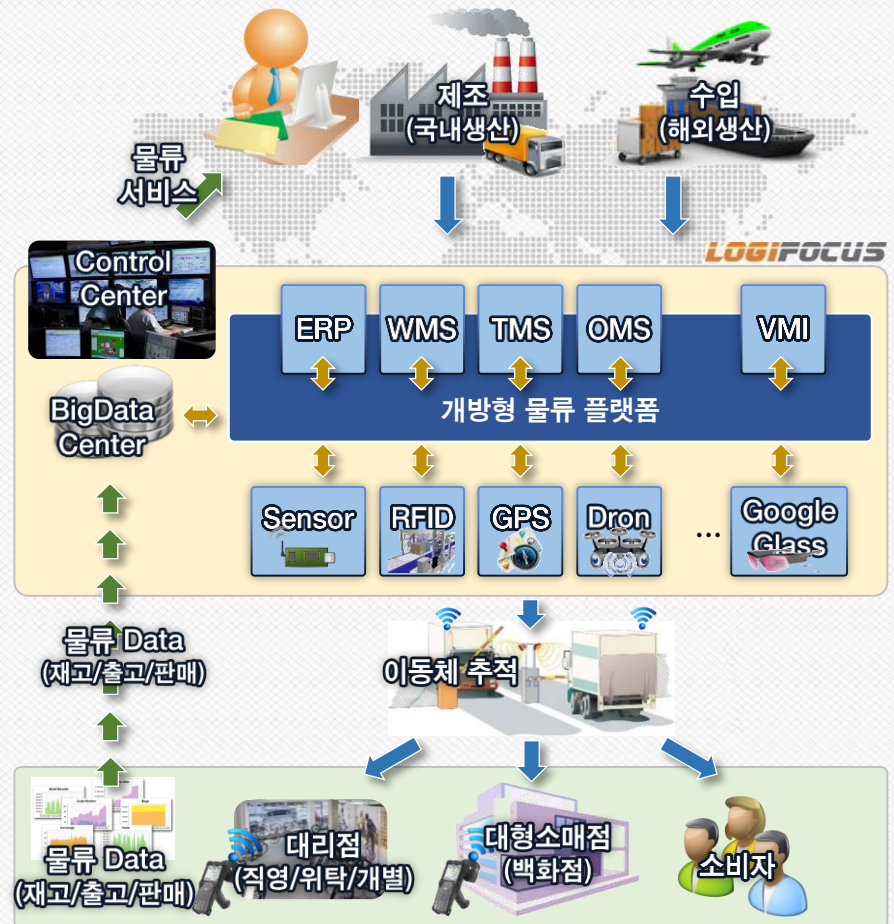 제조
(국내생산)
수입
(해외생산)
물류
서비스
LOGIFOCUS
Control
Center
ERP
WMS
TMS
OMS
VMI
BigData
Center
개방형 물류 플랫폼
Sensor
RFID
GPS
Dron
...
Google
Glass
물류 Data
(재고/출고/판매)
이동체 추적
물류 Data
(재고/출고/판매)
대리점
(직영/위탁/개별)
대형소매점
(백화점)
소비자